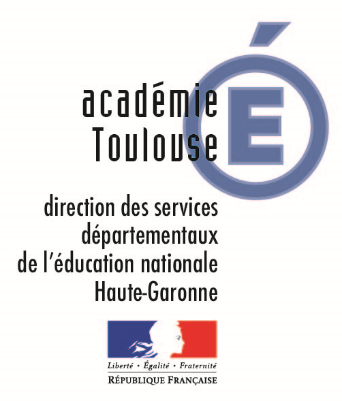 académie
Toulouse
É
direction des services
départementaux
de l'éducation nationale
Haute-Garonne
Liberté • Égalité • Fraternité
RÉPUBLIQUE FRANÇAISE